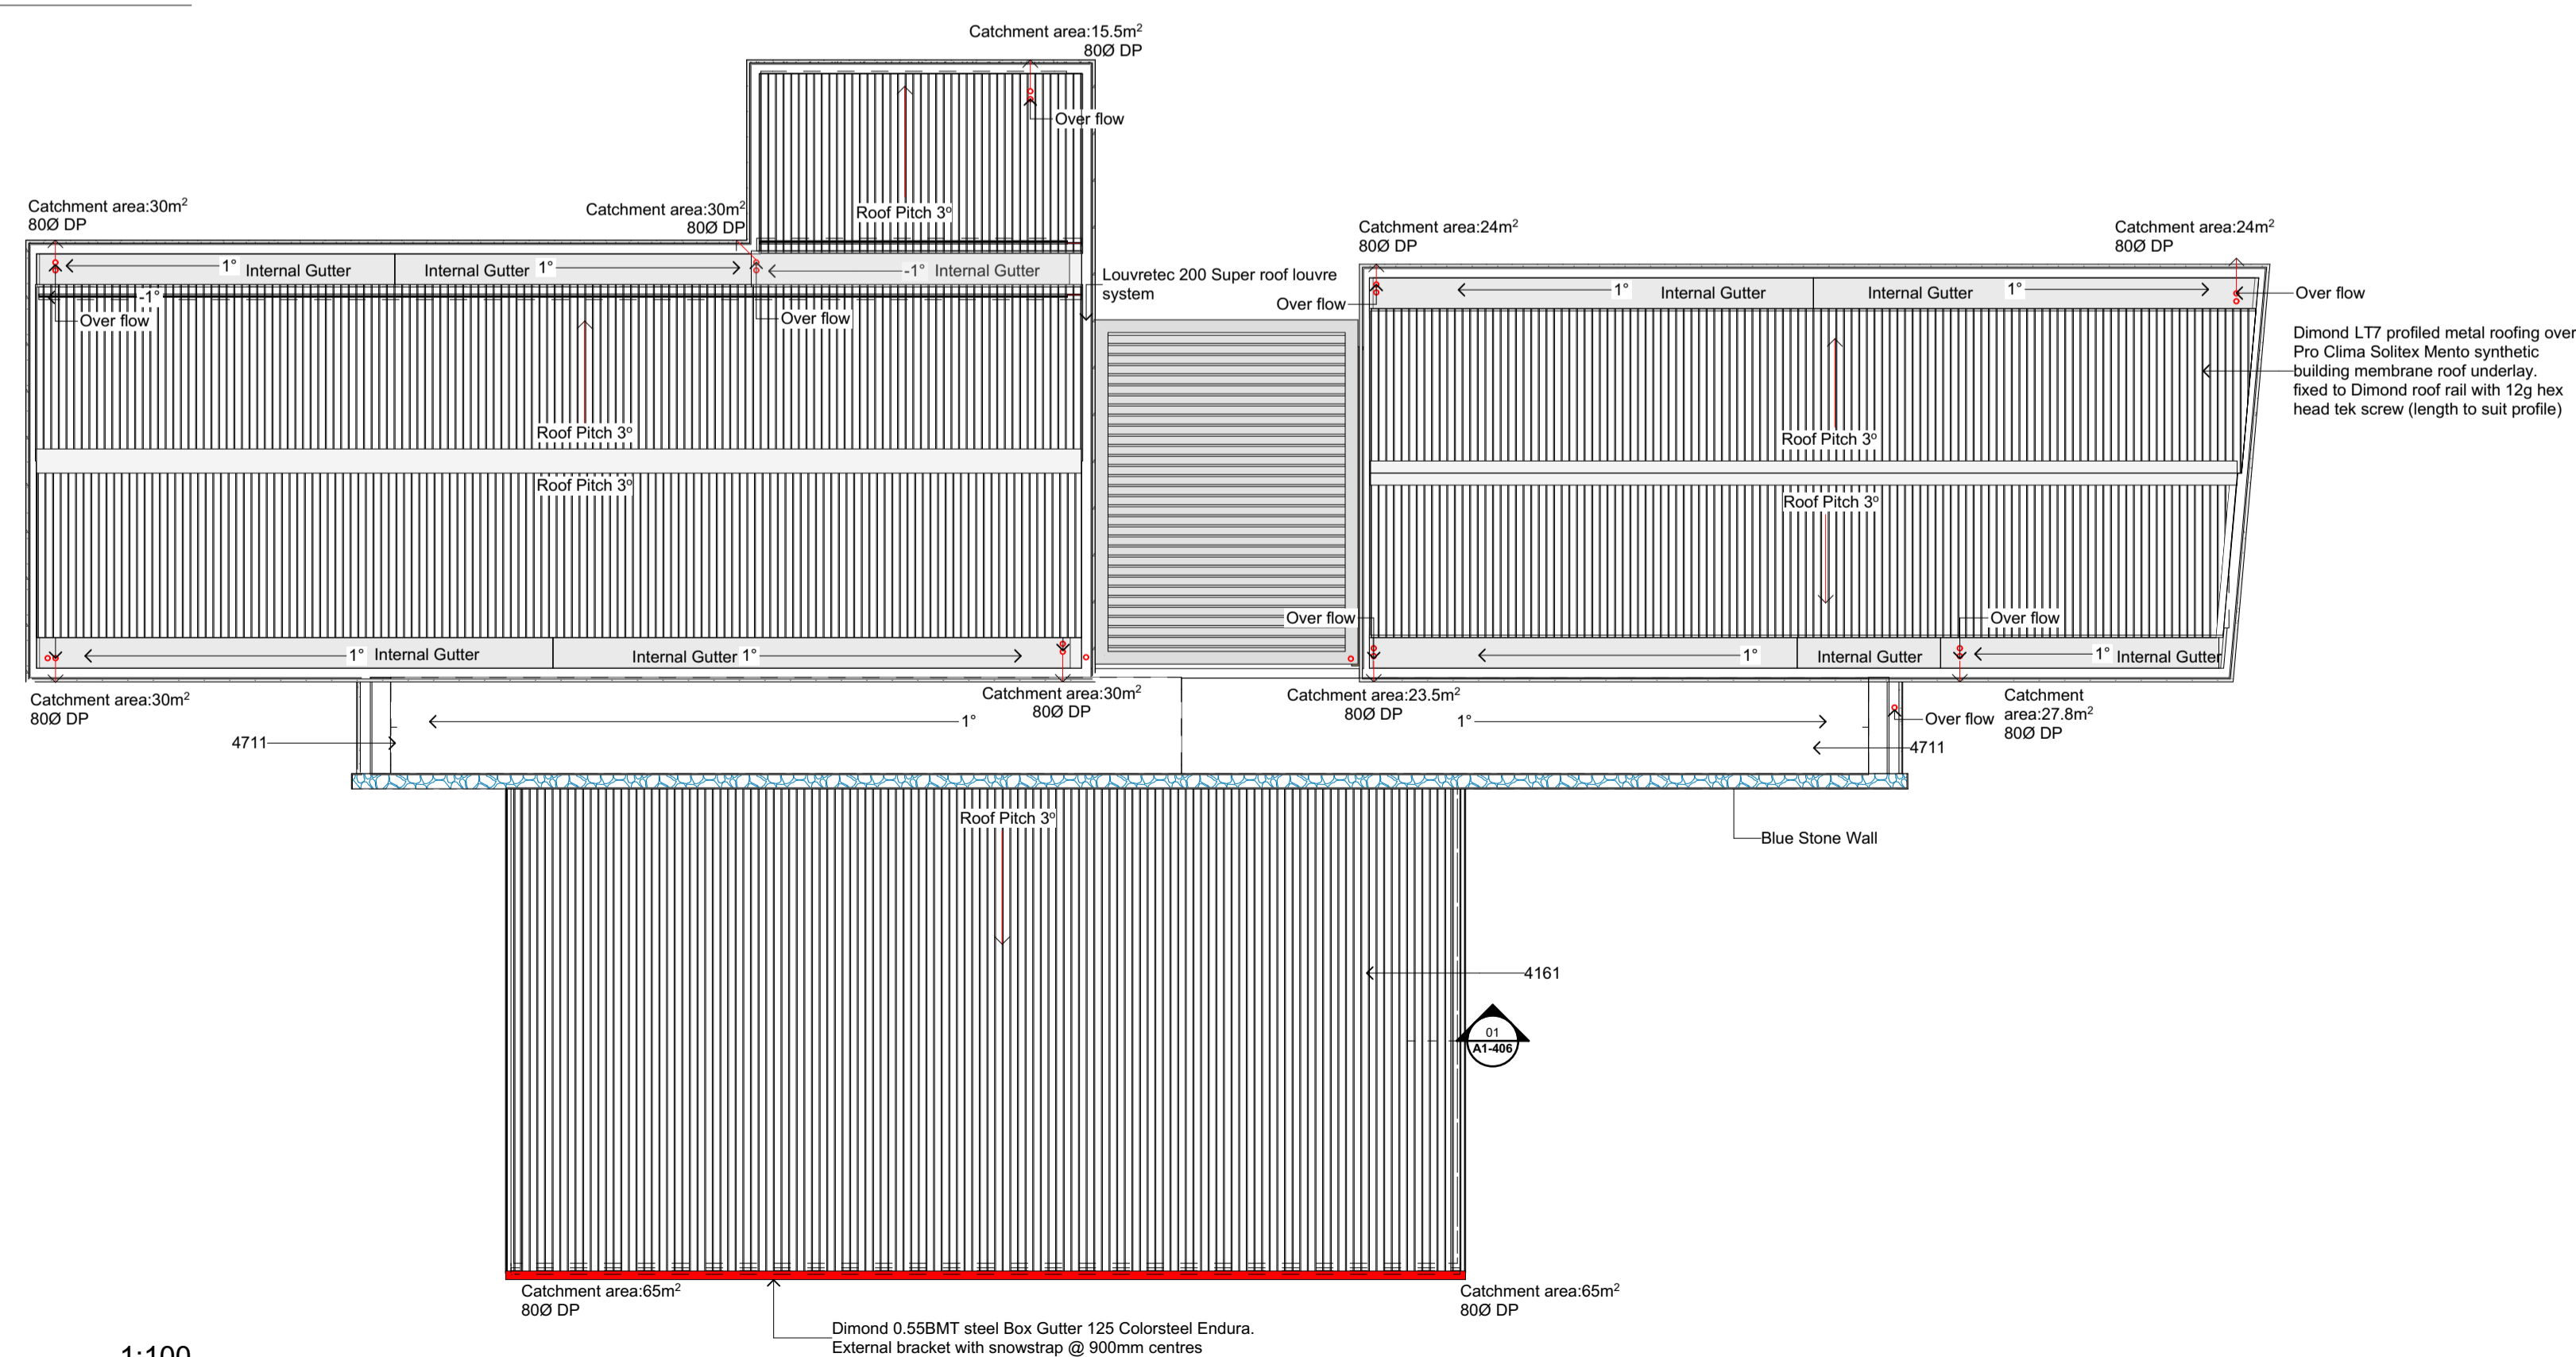 Catchment area:15.5m²
80Ø DP
Over flow
Roof Pitch 3º
Catchment area:30m²
80Ø DP
Catchment area:30m²
80Ø DP
Catchment area:24m²
80Ø DP
Catchment area:24m²
80Ø DP
1° Internal Gutter
Internal Gutter 1°
-1° Internal Gutter
-1°
Over flow
Over flow
Louvretec 200 Super roof louvre
system
Over flow
1° Internal Gutter
Internal Gutter 1°
Over flow
Dimond LT7 profiled metal roofing over
Pro Clima Solitex Mento synthetic
building membrane roof underlay.
fixed to Dimond roof rail with 12g hex
head tek screw (length to suit profile)
Roof Pitch 3º
Roof Pitch 3º
Roof Pitch 3º
Roof Pitch 3º
Over flow
Over flow
1° Internal Gutter
Internal Gutter 1°
1°
Internal Gutter
1° Internal Gutter
Catchment area:30m²
80Ø DP
Catchment area:30m²
80Ø DP
Catchment area:23.5m²
80Ø DP
Catchment
area:27.8m²
80Ø DP
Over flow
1°
1°
4711
4711
Roof Pitch 3º
Blue Stone Wall
4161
01
A1-406
Catchment area:65m²
80Ø DP
Catchment area:65m²
80Ø DP
Dimond 0.55BMT steel Box Gutter 125 Colorsteel Endura.
External bracket with snowstrap @ 900mm centres
1:100